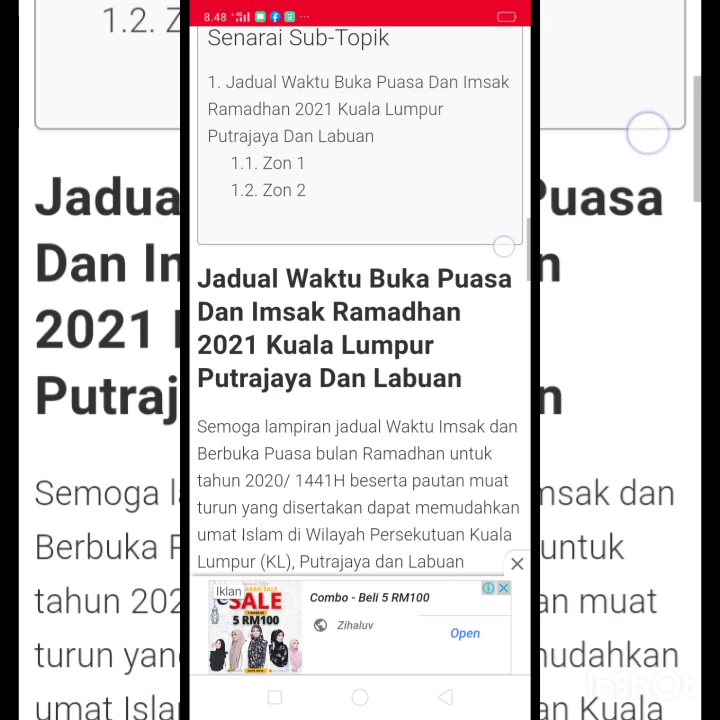 8.48
Senarai Sub-Topik
1. Jadual Waktu Buka Puasa Dan Imsak
Ramadhan 2021 Kuala Lumpur
Putrajaya Dan Labuan
1.1. Zon 1
1.2. Zon 2
Jadual Waktu Buka Puasa
Dan Imsak Ramadhan
2021 Kuala Lumpur
Putrajaya Dan Labuan
Semoga lampiran jadual Waktu Imsak dan
Berbuka Puasa bulan Ramadhan untuk
tahun 2020/ 1441H beserta pautan muat
turun yang disertakan dapat memudahkan
umat Islam di Wilayah Persekutuan Kuala
Lumpur (KL), Putrajaya dan Labuan
Iklan
SALE
5 RM100
Combo - Beli 5 RM100
Zihaluv
Open
InShOt